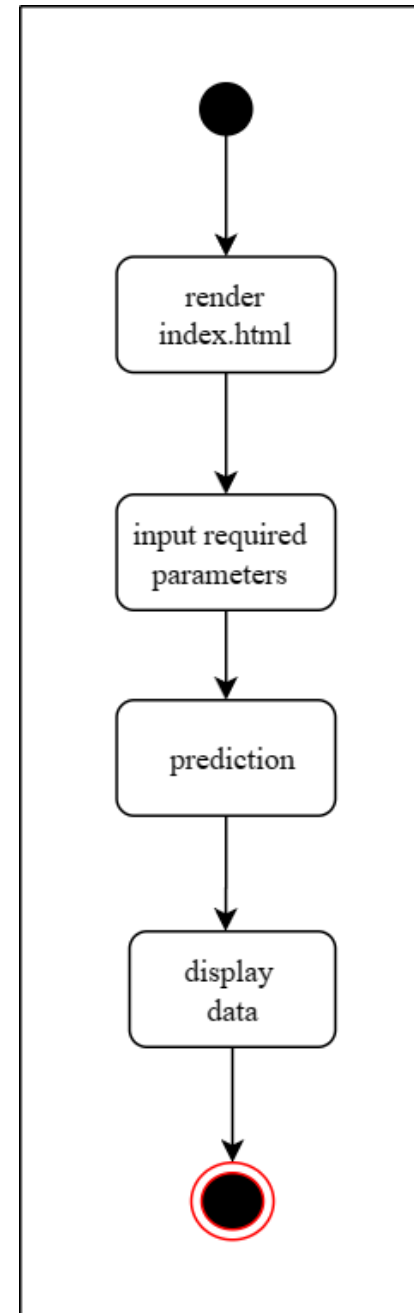 render
index.html
input required
parameters
prediction
display
data